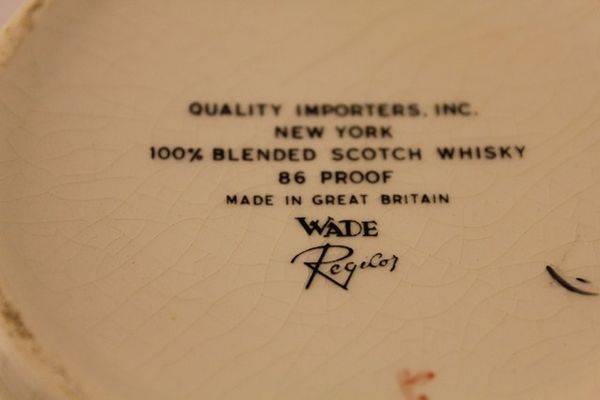 QUALITY IMPORTERS, INC.
NEW YORK
100% BLENDED SCOTCH WHISKY
86 PROOF
MADE IN GREAT BRITAIN
WADE
Regicor